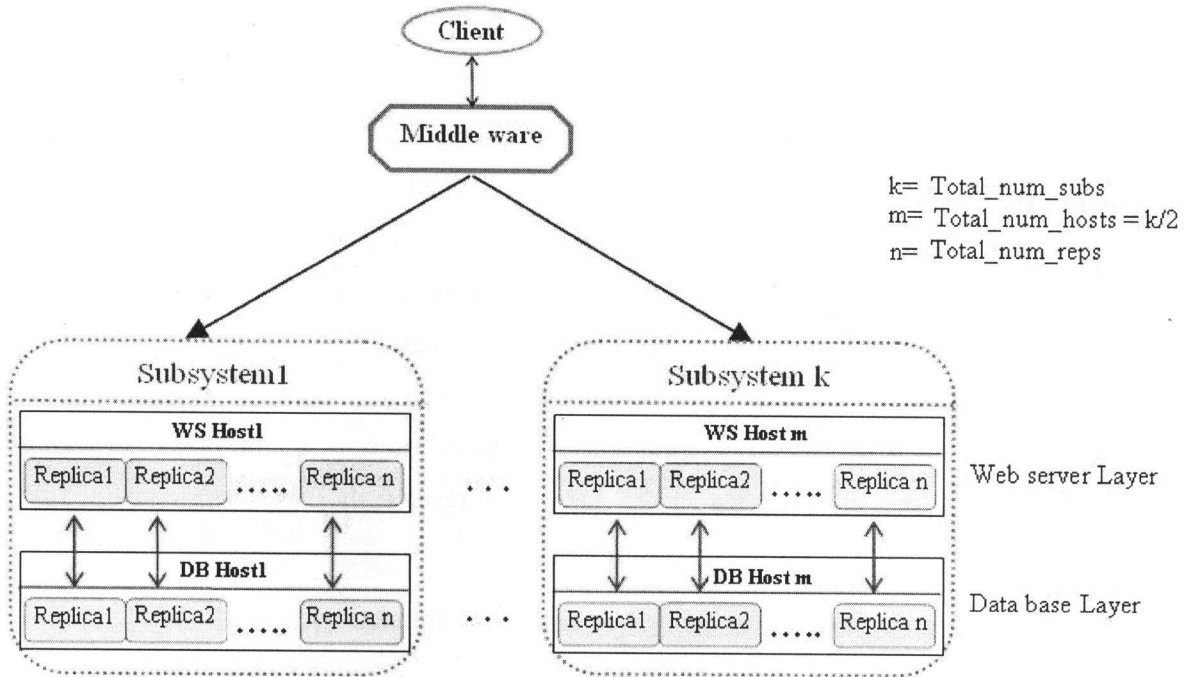 Client
Middle ware
k= Total_num_subs
m= Total_num_hosts = k/2
n= Total_num_reps
Subsystem1
Subsystem k
WS Host1
WS Host m
Replica1 Replica2 ..... Replica n
. . .
Replica1 Replica2 ..... Replica n
Web server Layer
DB Host1
DB Host m
Replica1 Replica2 ..... Replica n
. . .
Replica1 Replica2 ..... Replica n
Data base Layer